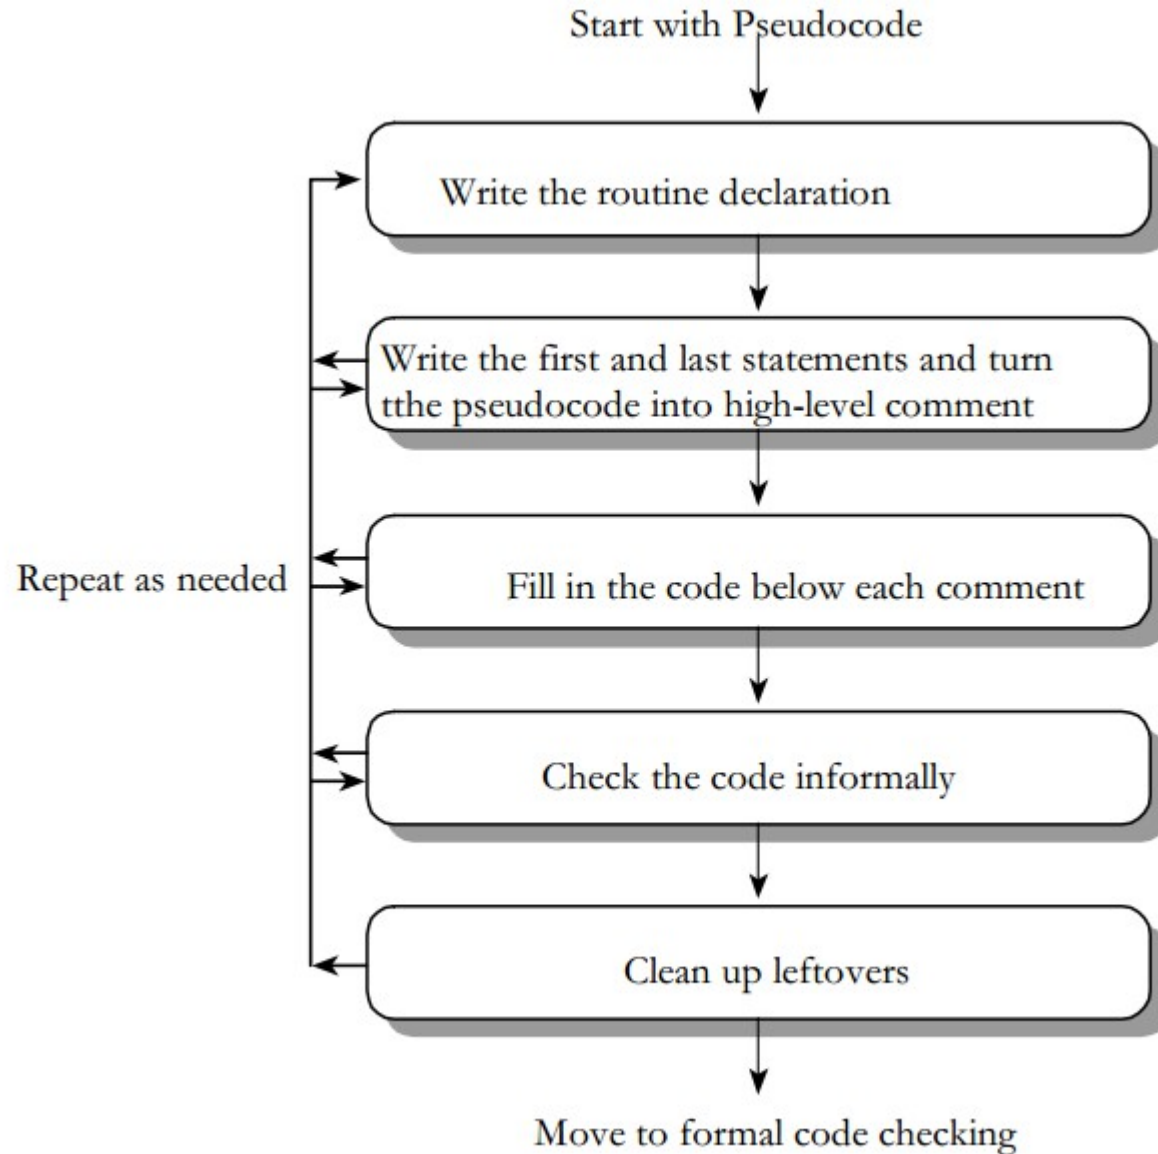 Start with Pseudocode
Write the routine declaration
Write the first and last statements and turn
tthe pseudocode into high-level comment
Repeat as needed
Fill in the code below each comment
Check the code informally
Clean up leftovers
Move to formal code checking